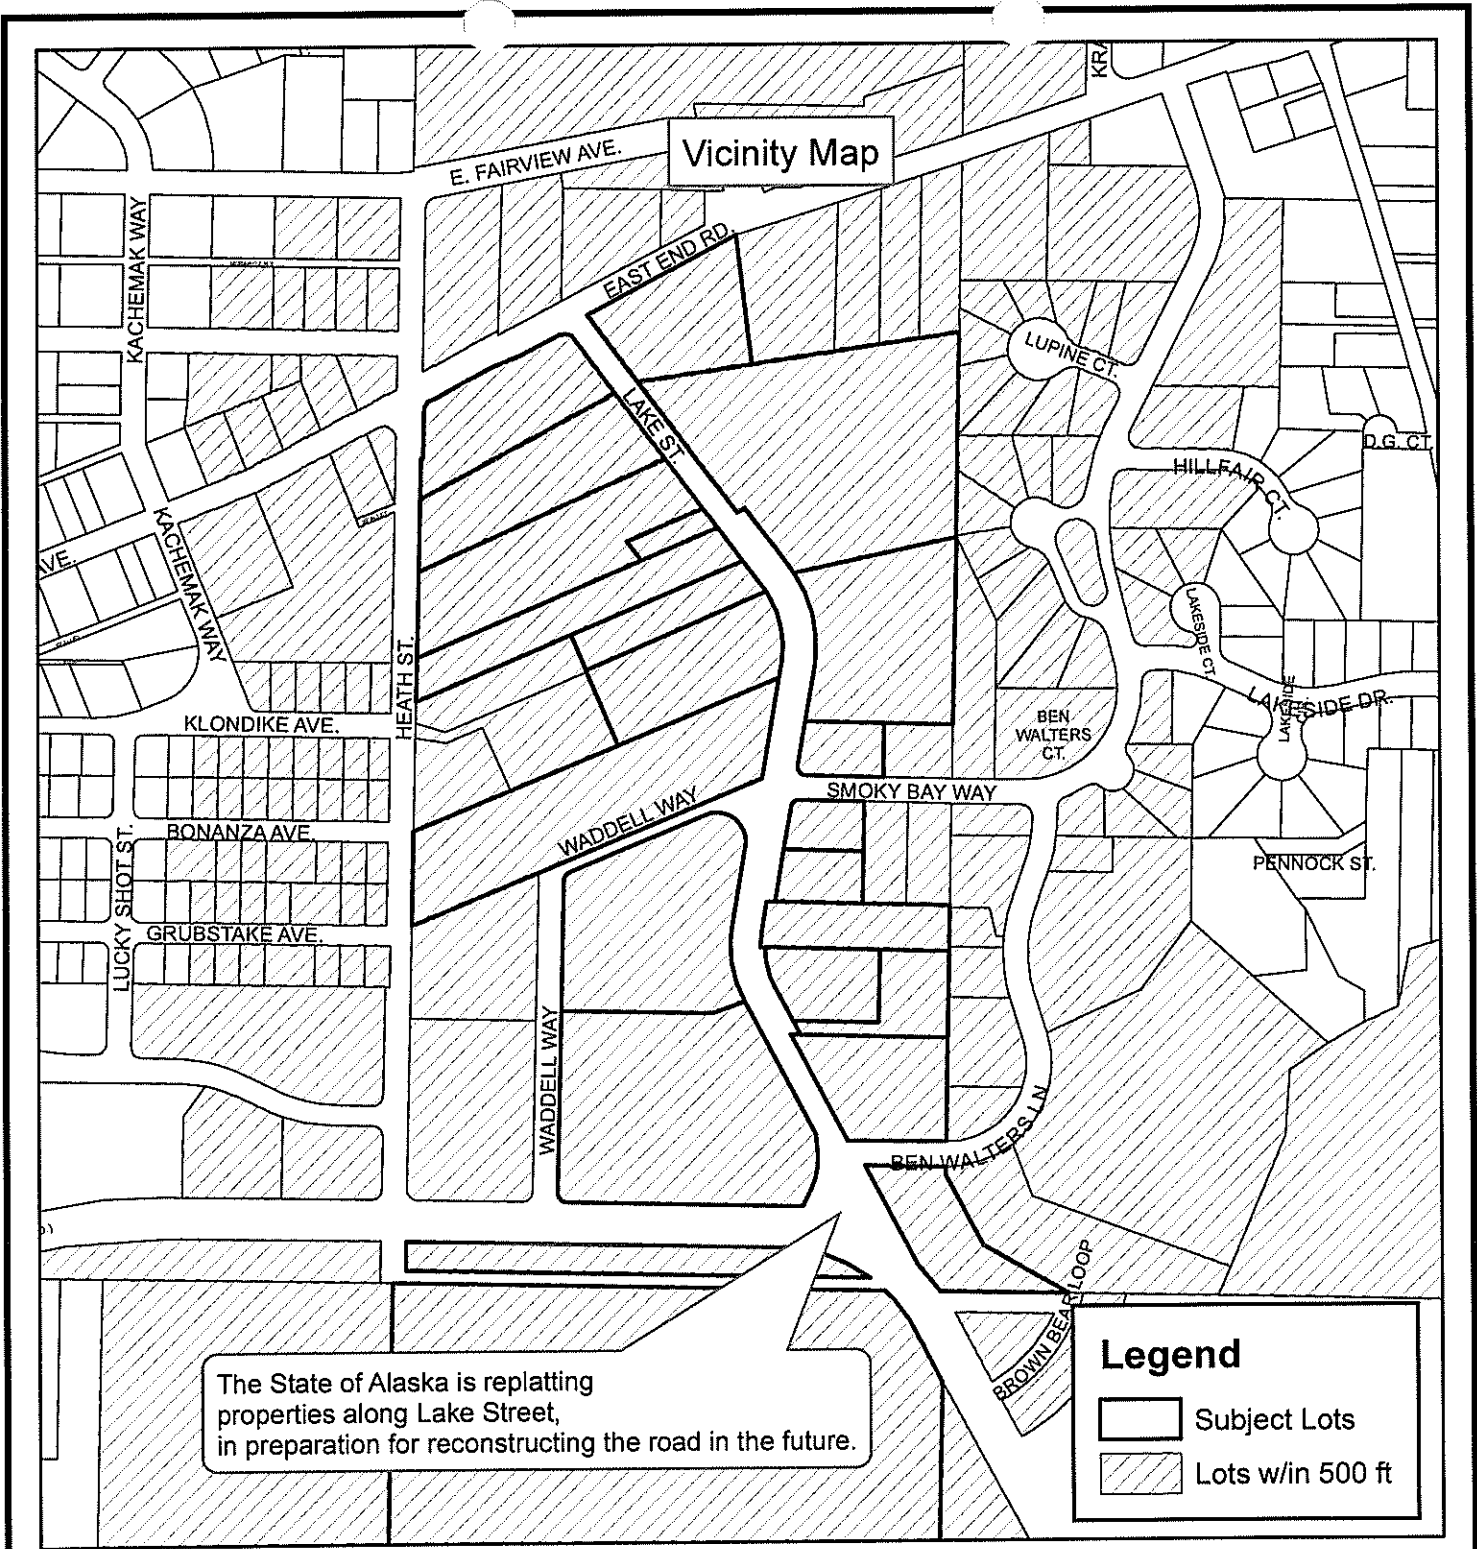 KRA
Vicinity Map
E. FAIRVIEW AVE.
KACHEMAK WAY
EAST END RD.
LUPINE CT.
LAKE ST.
D.G. CT.
HILLFAIR CT.
KACHEMAK WAY
AVE.
LAKESIDE CT.
HEATH ST.
LAKESIDE DR.
LAKESIDE
KLONDIKE AVE.
BEN
WALTERS
CT.
SMOKY BAY WAY
WADDELL WAY
BONANZA AVE.
PENNOCK ST.
LUCKY SHOT ST.
GRUBSTAKE AVE.
WADDELL WAY
BEN WALTERS LN
BROWN BEAR LOOP
The State of Alaska is replatting
properties along Lake Street,
in preparation for reconstructing the road in the future.
Legend
Subject Lots
Lots w/in 500 ft